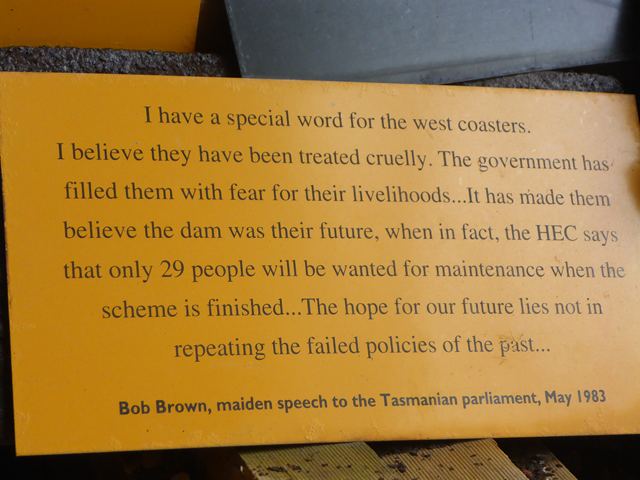 I have a special word for the west coasters.
I believe they have been treated cruelly. The government has
filled them with fear for their livelihoods...It has made them
believe the dam was their future, when in fact, the HEC says
that only 29 people will be wanted for maintenance when the
scheme is finished...The hope for our future lies not in
repeating the failed policies of the past...
Bob Brown, maiden speech to the Tasmanian parliament, May 1983